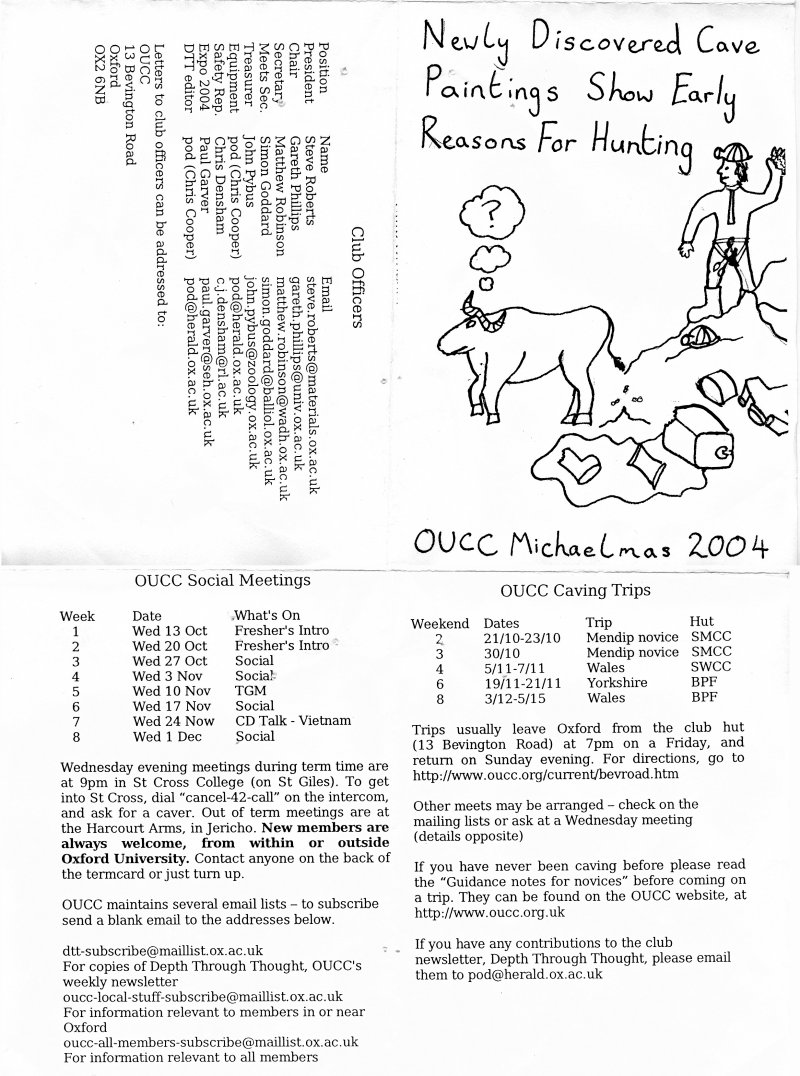 Newly Discovered Cave
Paintings Show Early
Reasons For Hunting
?
OUCC Michaelmas 2004
Club Officers
Position Name Email
President Steve Roberts steve.roberts@materials.ox.ac.uk
Chair Gareth Phillips gareth.phillips@univ.ox.ac.uk
Secretary Matthew Robinson matthew.robinson@wadh.ox.ac.uk
Meets Sec. Simon Goddard simon.goddard@balliol.ox.ac.uk
Treasurer John Pybus john.pybus@zoology.ox.ac.uk
Equipment pod (Chris Cooper) pod@herald.ox.ac.uk
Safety Rep. Chris Densham c.j.densham@rl.ac.uk
Expo 2004 Paul Garver paul.garver@seh.ox.ac.uk
DTT editor pod (Chris Cooper) pod@herald.ox.ac.uk
Letters to club officers can be addressed to:
OUCC
13 Bevington Road
Oxford
OX2 6NB
OUCC Social Meetings
Week Date What's On
1 Wed 13 Oct Fresher's Intro
2 Wed 20 Oct Fresher's Intro
3 Wed 27 Oct Social
4 Wed 3 Nov Social
5 Wed 10 Nov TGM
6 Wed 17 Nov Social
7 Wed 24 Now CD Talk - Vietnam
8 Wed 1 Dec Social
Wednesday evening meetings during term time are
at 9pm in St Cross College (on St Giles). To get
into St Cross, dial “cancel-42-call” on the intercom,
and ask for a caver. Out of term meetings are at
the Harcourt Arms, in Jericho. New members are
always welcome, from within or outside
Oxford University. Contact anyone on the back of
the termcard or just turn up.
OUCC maintains several email lists – to subscribe
send a blank email to the addresses below.
dtt-subscribe@maillist.ox.ac.uk
For copies of Depth Through Thought, OUCC's
weekly newsletter
oucc-local-stuff-subscribe@maillist.ox.ac.uk
For information relevant to members in or near
Oxford
oucc-all-members-subscribe@maillist.ox.ac.uk
For information relevant to all members
OUCC Caving Trips
Weekend Dates Trip Hut
2 21/10-23/10 Mendip novice SMCC
3 30/10 Mendip novice SMCC
4 5/11-7/11 Wales SWCC
6 19/11-21/11 Yorkshire BPF
8 3/12-5/15 Wales BPF
Trips usually leave Oxford from the club hut
(13 Bevington Road) at 7pm on a Friday, and
return on Sunday evening. For directions, go to
http://www.oucc.org/current/bevroad.htm
Other meets may be arranged – check on the
mailing lists or ask at a Wednesday meeting
(details opposite)
If you have never been caving before please read
the “Guidance notes for novices” before coming on
a trip. They can be found on the OUCC website, at
http://www.oucc.org.uk
If you have any contributions to the club
newsletter, Depth Through Thought, please email
them to pod@herald.ox.ac.uk